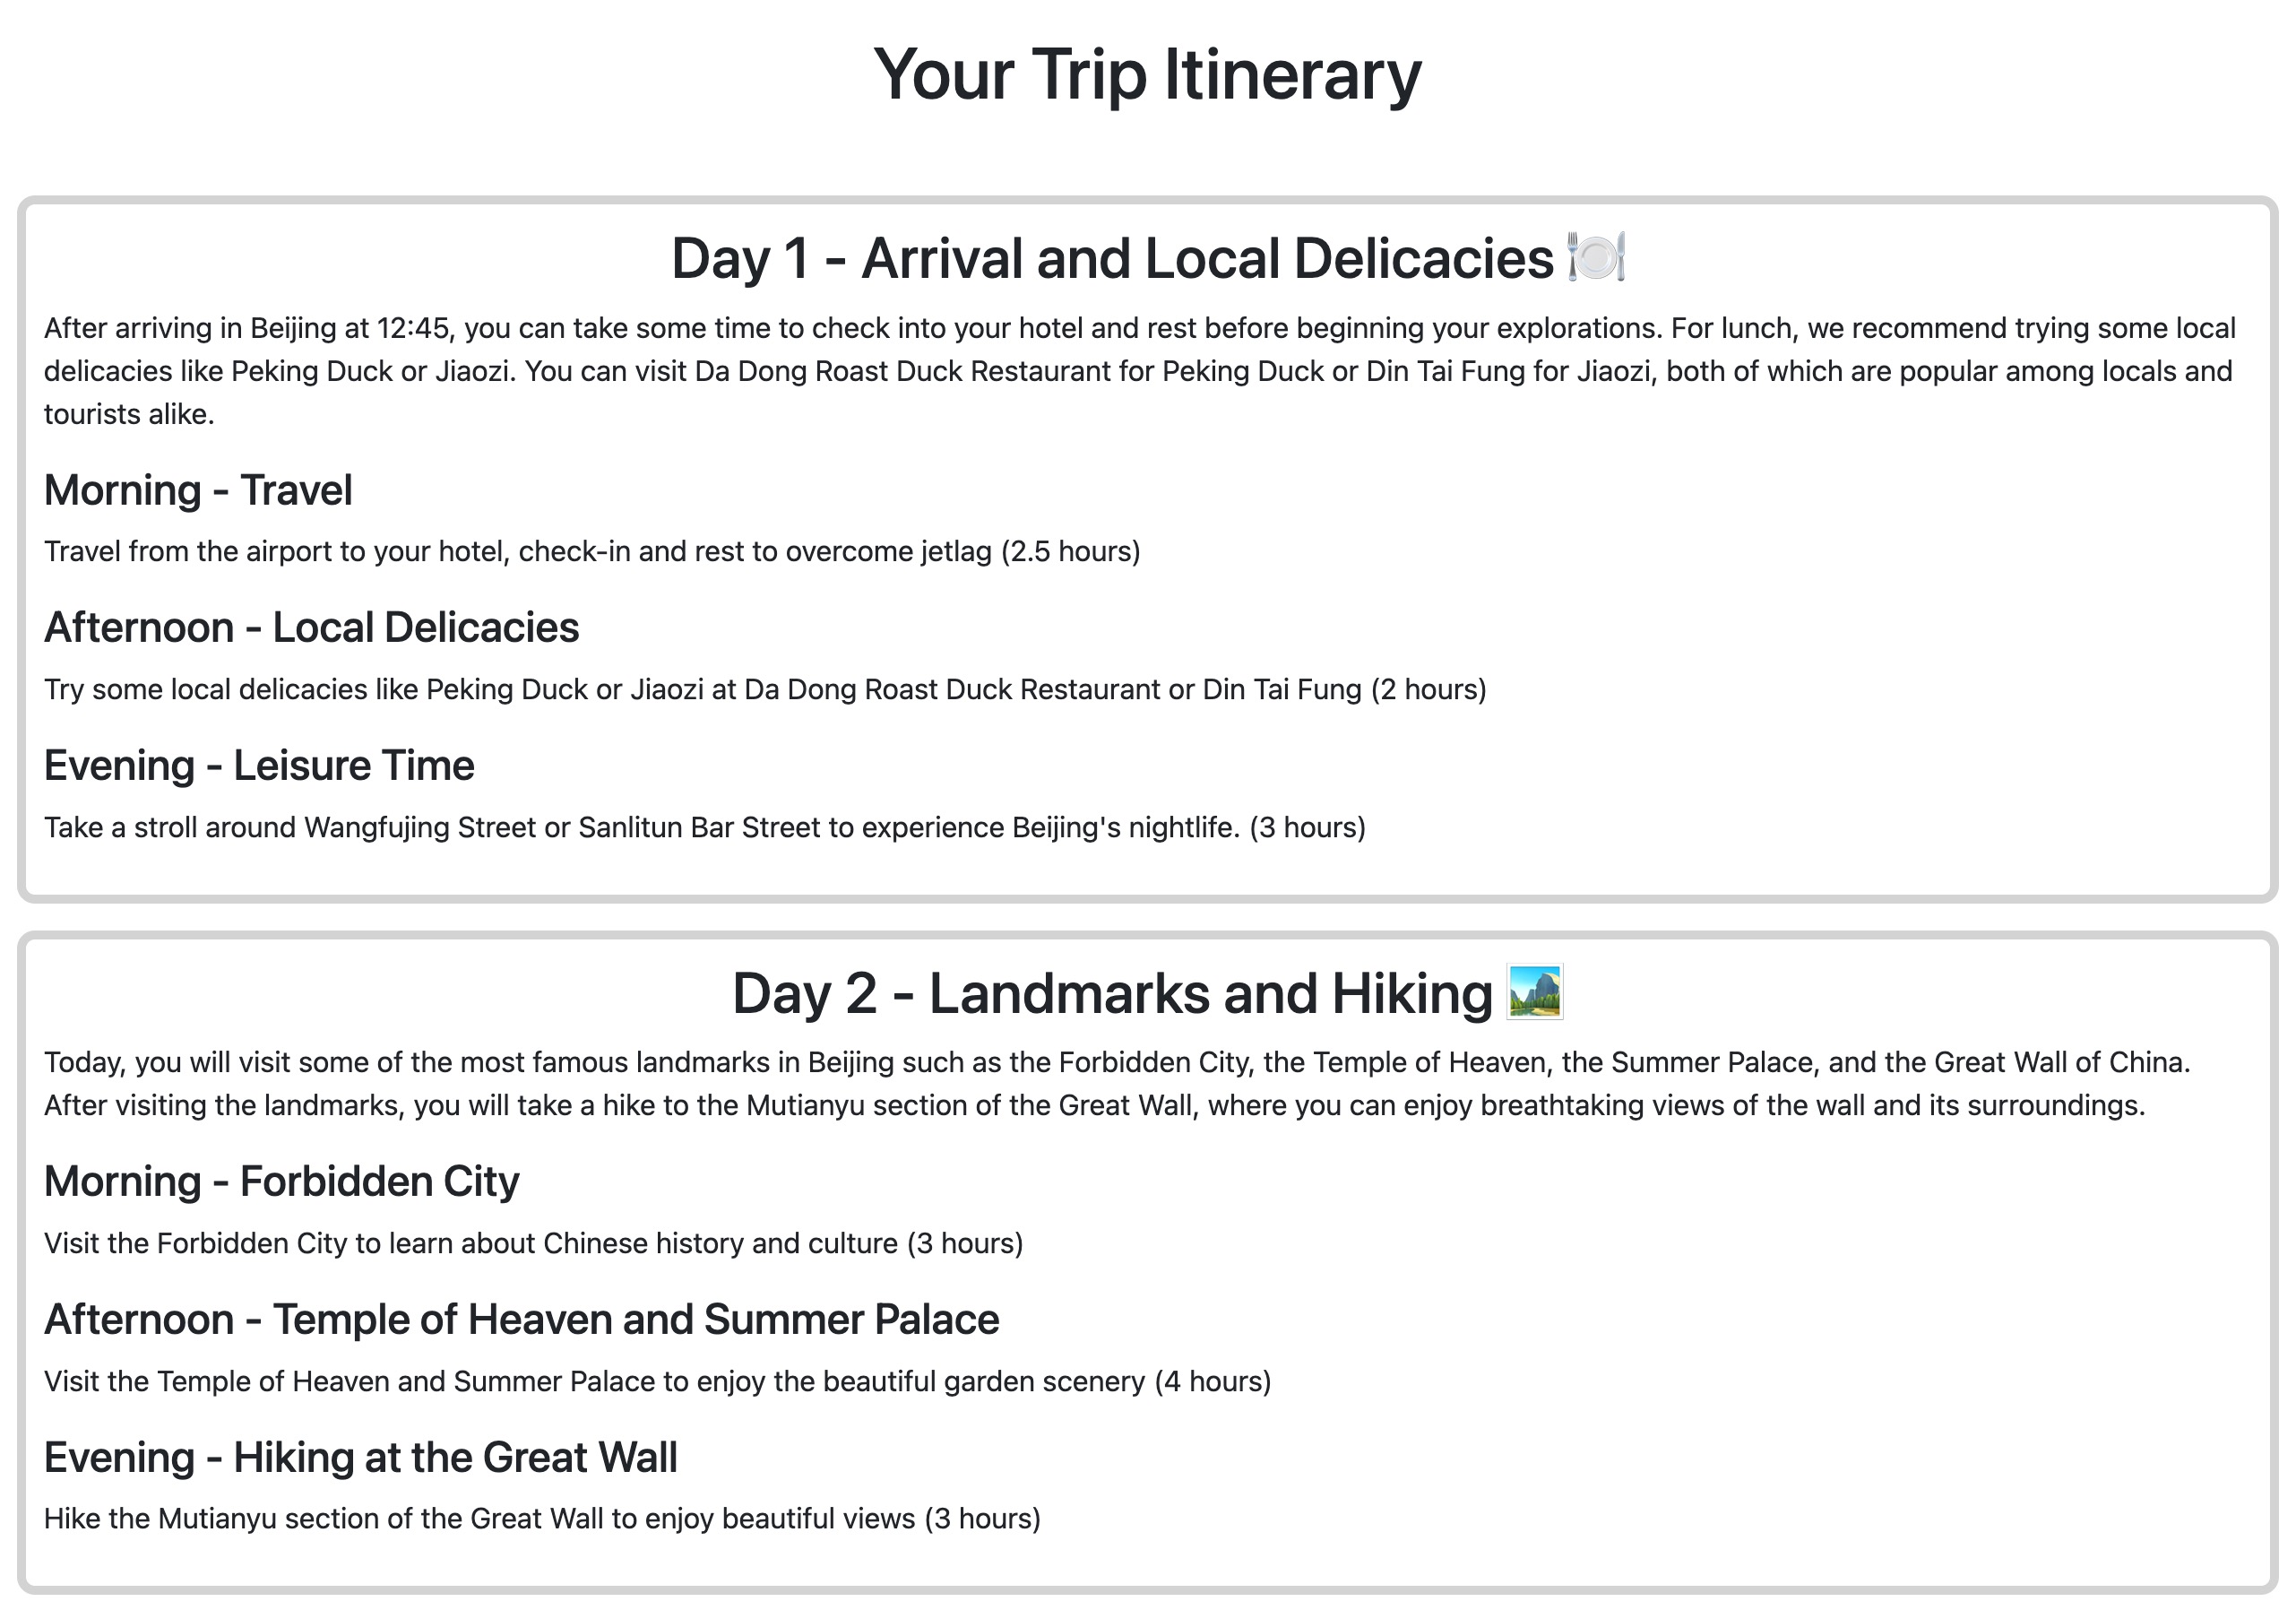 Your Trip Itinerary
Day 1 - Arrival and Local Delicacies 🍽️
After arriving in Beijing at 12:45, you can take some time to check into your hotel and rest before beginning your explorations. For lunch, we recommend trying some local
delicacies like Peking Duck or Jiaozi. You can visit Da Dong Roast Duck Restaurant for Peking Duck or Din Tai Fung for Jiaozi, both of which are popular among locals and
tourists alike.
Morning - Travel
Travel from the airport to your hotel, check-in and rest to overcome jetlag (2.5 hours)
Afternoon - Local Delicacies
Try some local delicacies like Peking Duck or Jiaozi at Da Dong Roast Duck Restaurant or Din Tai Fung (2 hours)
Evening - Leisure Time
Take a stroll around Wangfujing Street or Sanlitun Bar Street to experience Beijing's nightlife. (3 hours)
Day 2 - Landmarks and Hiking 🏞️
Today, you will visit some of the most famous landmarks in Beijing such as the Forbidden City, the Temple of Heaven, the Summer Palace, and the Great Wall of China.
After visiting the landmarks, you will take a hike to the Mutianyu section of the Great Wall, where you can enjoy breathtaking views of the wall and its surroundings.
Morning - Forbidden City
Visit the Forbidden City to learn about Chinese history and culture (3 hours)
Afternoon - Temple of Heaven and Summer Palace
Visit the Temple of Heaven and Summer Palace to enjoy the beautiful garden scenery (4 hours)
Evening - Hiking at the Great Wall
Hike the Mutianyu section of the Great Wall to enjoy beautiful views (3 hours)